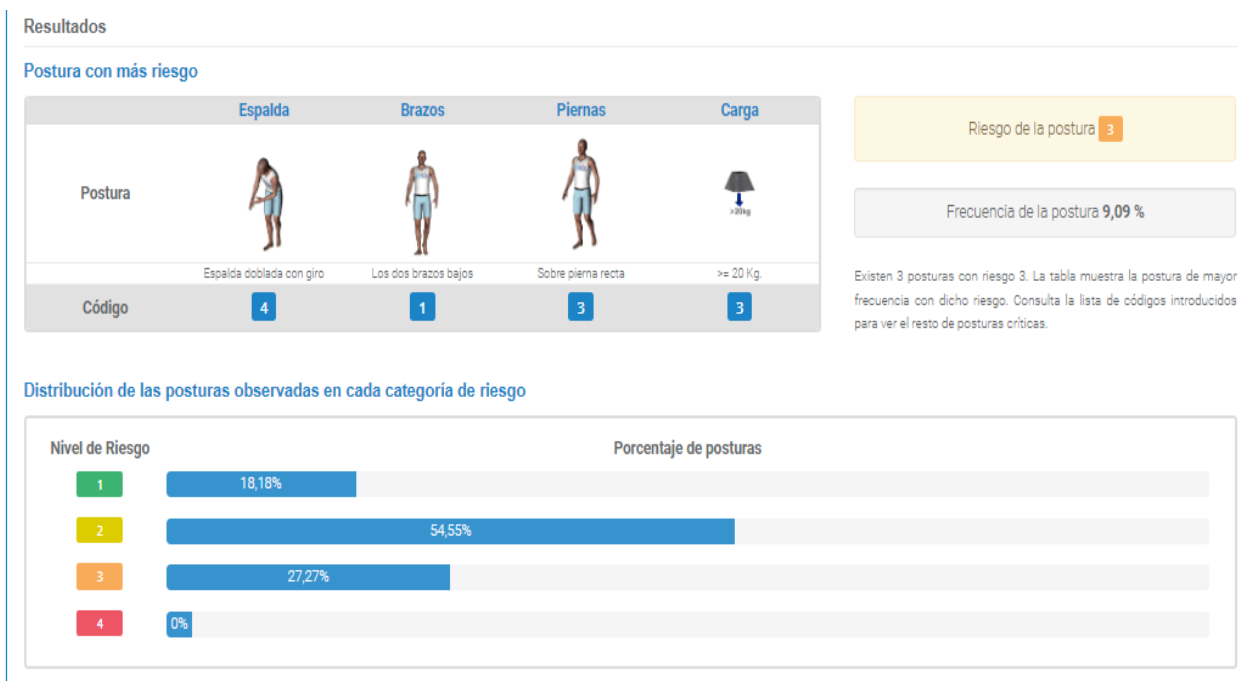 Resultados
Postura con más riesgo
Espalda Brazos Piernas Carga
Postura
>20kg
Espalda doblada con giro Los dos brazos bajos Sobre pierna recta >= 20 Kg.
Código 4 1 3 3
Riesgo de la postura 3
Frecuencia de la postura 9,09 %
Existen 3 posturas con riesgo 3. La tabla muestra la postura de mayor
frecuencia con dicho riesgo. Consulta la lista de códigos introducidos
para ver el resto de posturas críticas.
Distribución de las posturas observadas en cada categoría de riesgo
Nivel de Riesgo Porcentaje de posturas
1 18,18%
2 54,55%
3 27,27%
4 0%